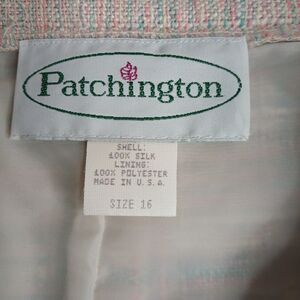 Patchington
SHELL:
100% SILK
LINING:
100% POLYESTER
MADE IN U.S.A.
SIZE 16